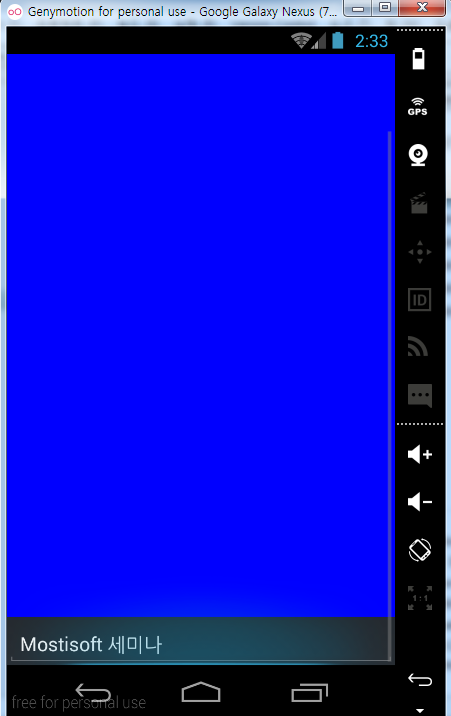 Genymotion for personal use - Google Galaxy Nexus (7...
2:33
GPS
ID
1:1
Mostisoft 세미나
free for personal use